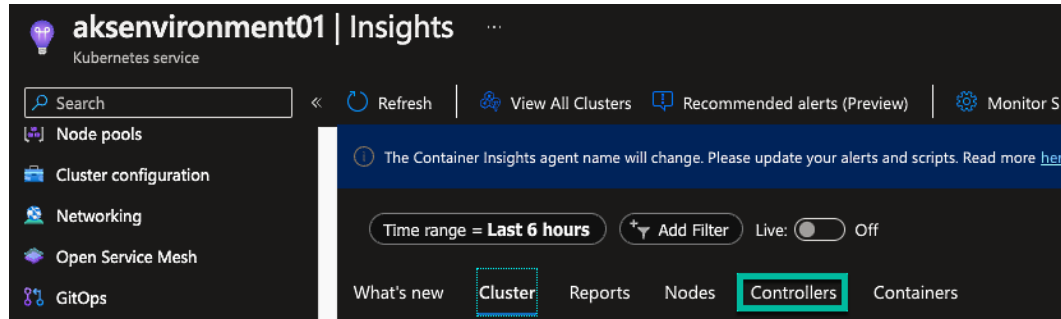 aksenvironment01 | Insights ...
Kubernetes service
Search
«
Refresh
View All Clusters
Recommended alerts (Preview)
Monitor S
Node pools
Cluster configuration
Networking
Open Service Mesh
GitOps
The Container Insights agent name will change. Please update your alerts and scripts. Read more her
Time range = Last 6 hours
Add Filter
Live:
Off
What's new
Cluster
Reports
Nodes
Controllers
Containers